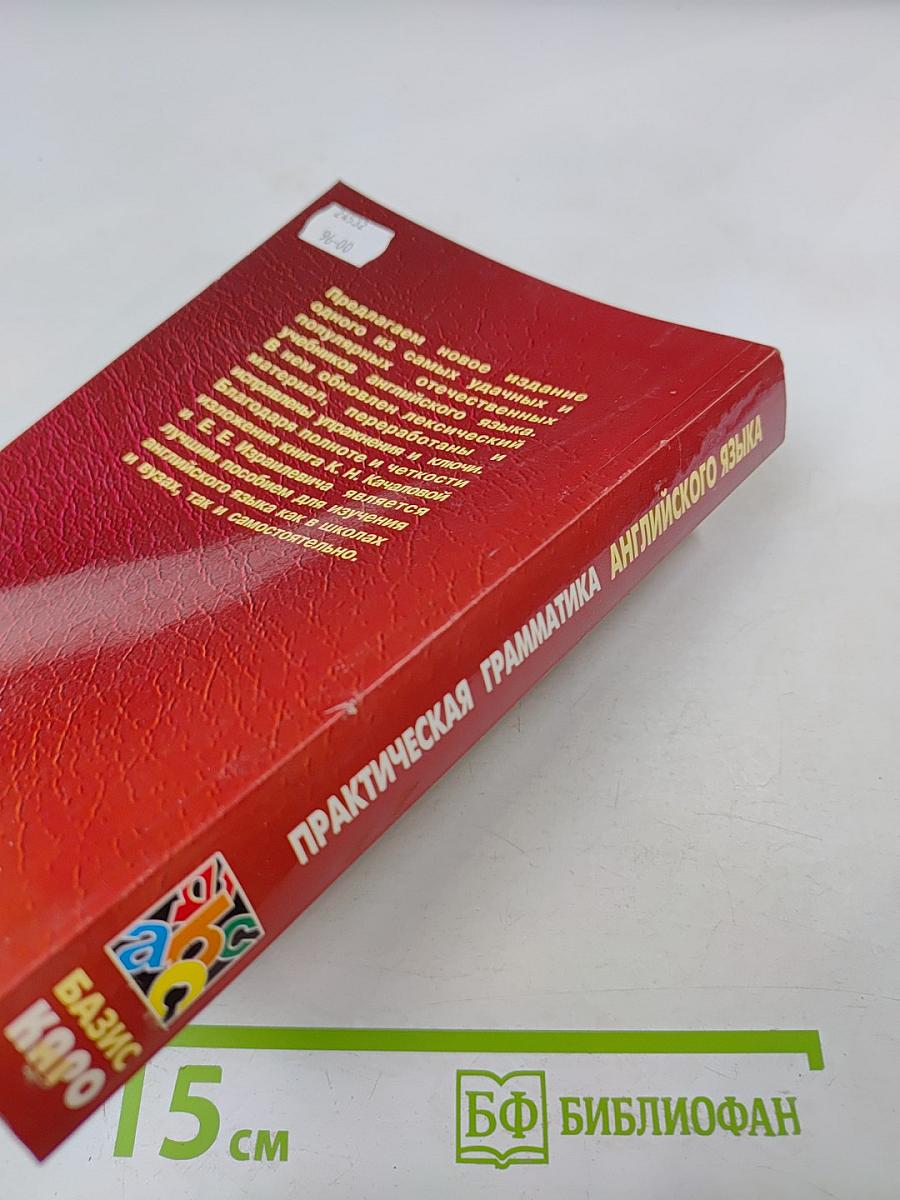 24532
96-00
Предлагаем новое издание
одного из самых удачных и
популярных отечественных
учебников английского языка.
В нем обновлен лексический
материал, переработаны и
исправлены упражнения и ключи.
Благодаря полноте и четкости
изложения книга К. Н. Качаловой
и Е. Е. Израилевича является
лучшим пособием для изучения
английского языка как в школах
и вузах, так и самостоятельно.
ПРАКТИЧЕСКАЯ ГРАММАТИКА АНГЛИЙСКОГО ЯЗЫКА
abc
БАЗИС
КАРО
15 см
БФ БИБЛИОФАН